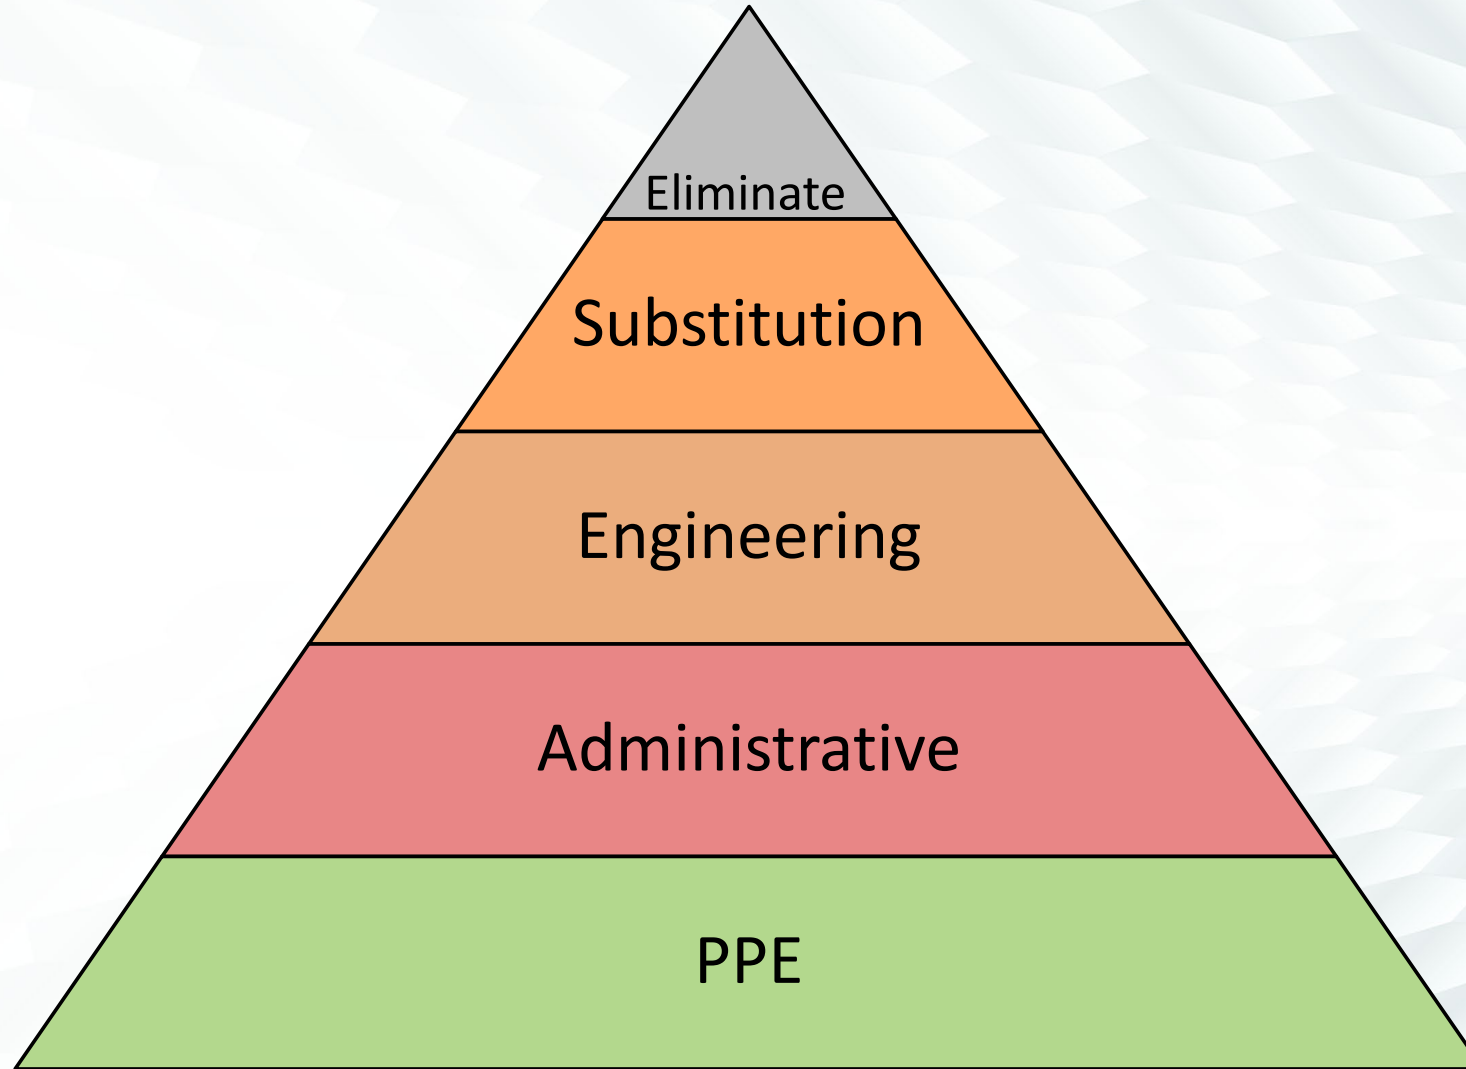 Eliminate
Substitution
Engineering
Administrative
PPE